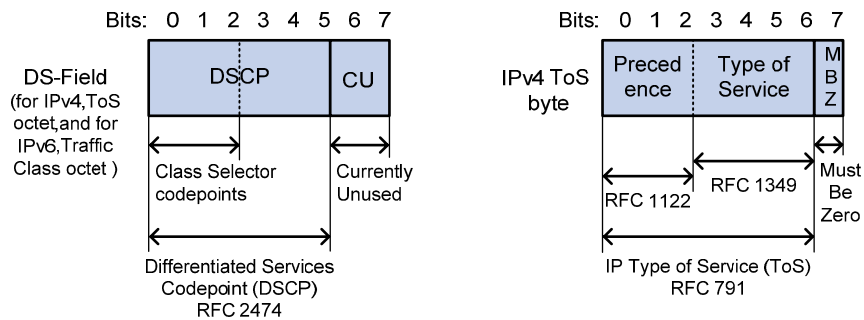 Bits: 0 1 2 3 4 5 6 7
DS-Field
(for IPv4,ToS
octet,and for
IPv6,Traffic
Class octet )
DSCP
CU
Class Selector
codepoints
Currently
Unused
Differentiated Services
Codepoint (DSCP)
RFC 2474
Bits: 0 1 2 3 4 5 6 7
IPv4 ToS
byte
Preced
ence
Type of
Service
M
B
Z
RFC 1122
RFC 1349
Must
Be
Zero
IP Type of Service (ToS)
RFC 791